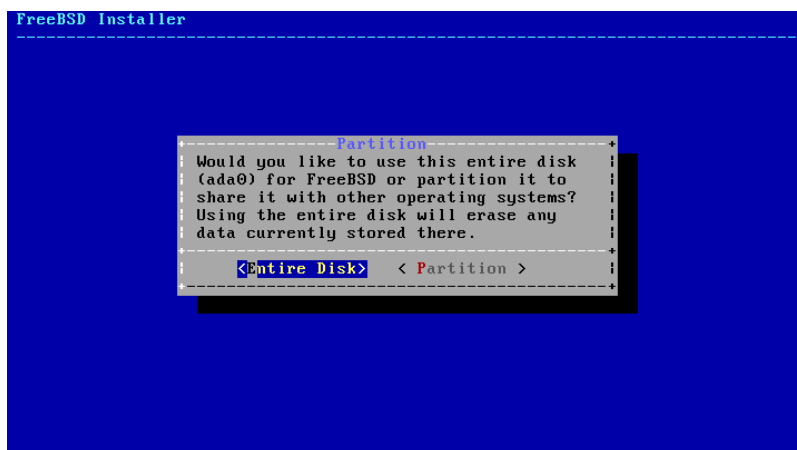 FreeBSD Installer
Partition
Would you like to use this entire disk
(ada0) for FreeBSD or partition it to
share it with other operating systems?
Using the entire disk will erase any
data currently stored there.
<Entire Disk> < Partition >